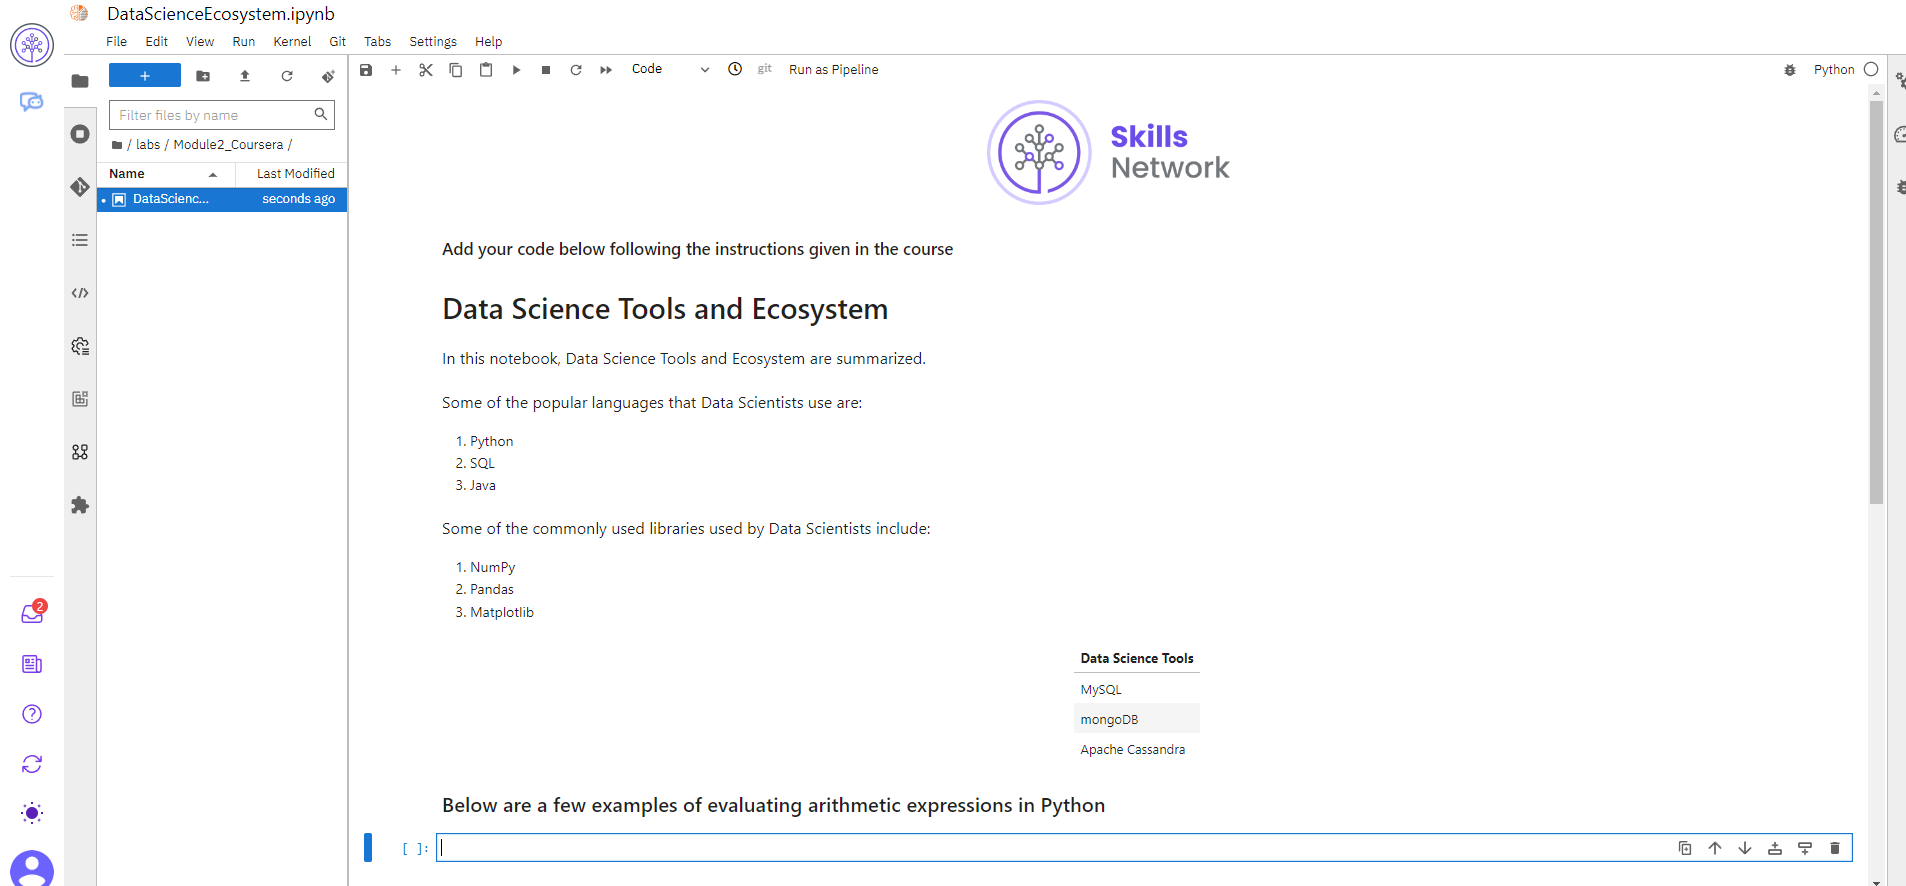 DataScienceEcosystem.ipynb
File Edit View Run Kernel Git Tabs Settings Help
Code git Run as Pipeline Python
Filter files by name
/ labs / Module2_Coursera /
Name Last Modified
DataScienc... seconds ago
Skills
Network
Add your code below following the instructions given in the course
Data Science Tools and Ecosystem
In this notebook, Data Science Tools and Ecosystem are summarized.
Some of the popular languages that Data Scientists use are:
1. Python
2. SQL
3. Java
Some of the commonly used libraries used by Data Scientists include:
1. NumPy
2. Pandas
3. Matplotlib
Data Science Tools
MySQL
mongoDB
Apache Cassandra
Below are a few examples of evaluating arithmetic expressions in Python
[ ]:
2